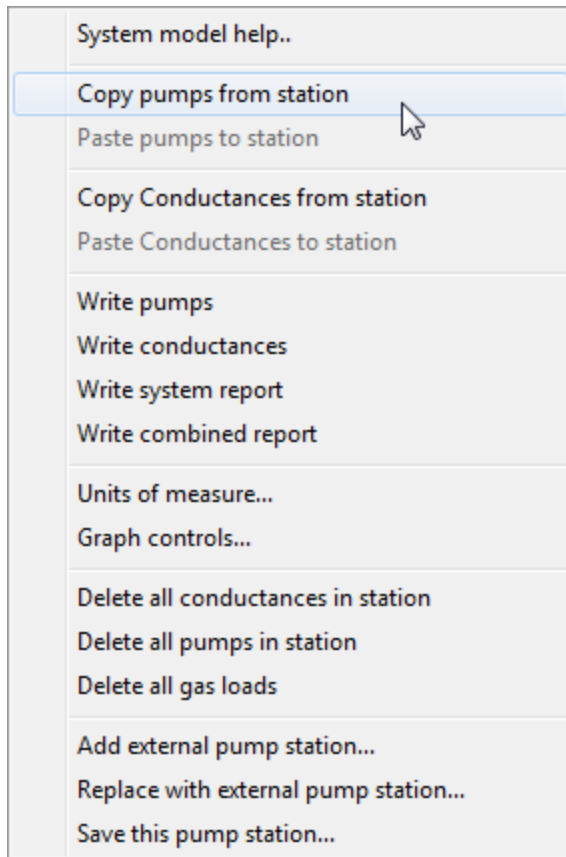 System model help..
Copy pumps from station
Paste pumps to station
Copy Conductances from station
Paste Conductances to station
Write pumps
Write conductances
Write system report
Write combined report
Units of measure...
Graph controls...
Delete all conductances in station
Delete all pumps in station
Delete all gas loads
Add external pump station...
Replace with external pump station...
Save this pump station...